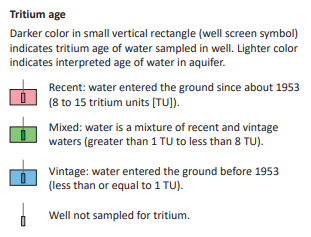 Tritium age
Darker color in small vertical rectangle (well screen symbol)
indicates tritium age of water sampled in well. Lighter color
indicates interpreted age of water in aquifer.
Recent: water entered the ground since about 1953
(8 to 15 tritium units [TU]).
Mixed: water is a mixture of recent and vintage
waters (greater than 1 TU to less than 8 TU).
Vintage: water entered the ground before 1953
(less than or equal to 1 TU).
Well not sampled for tritium.